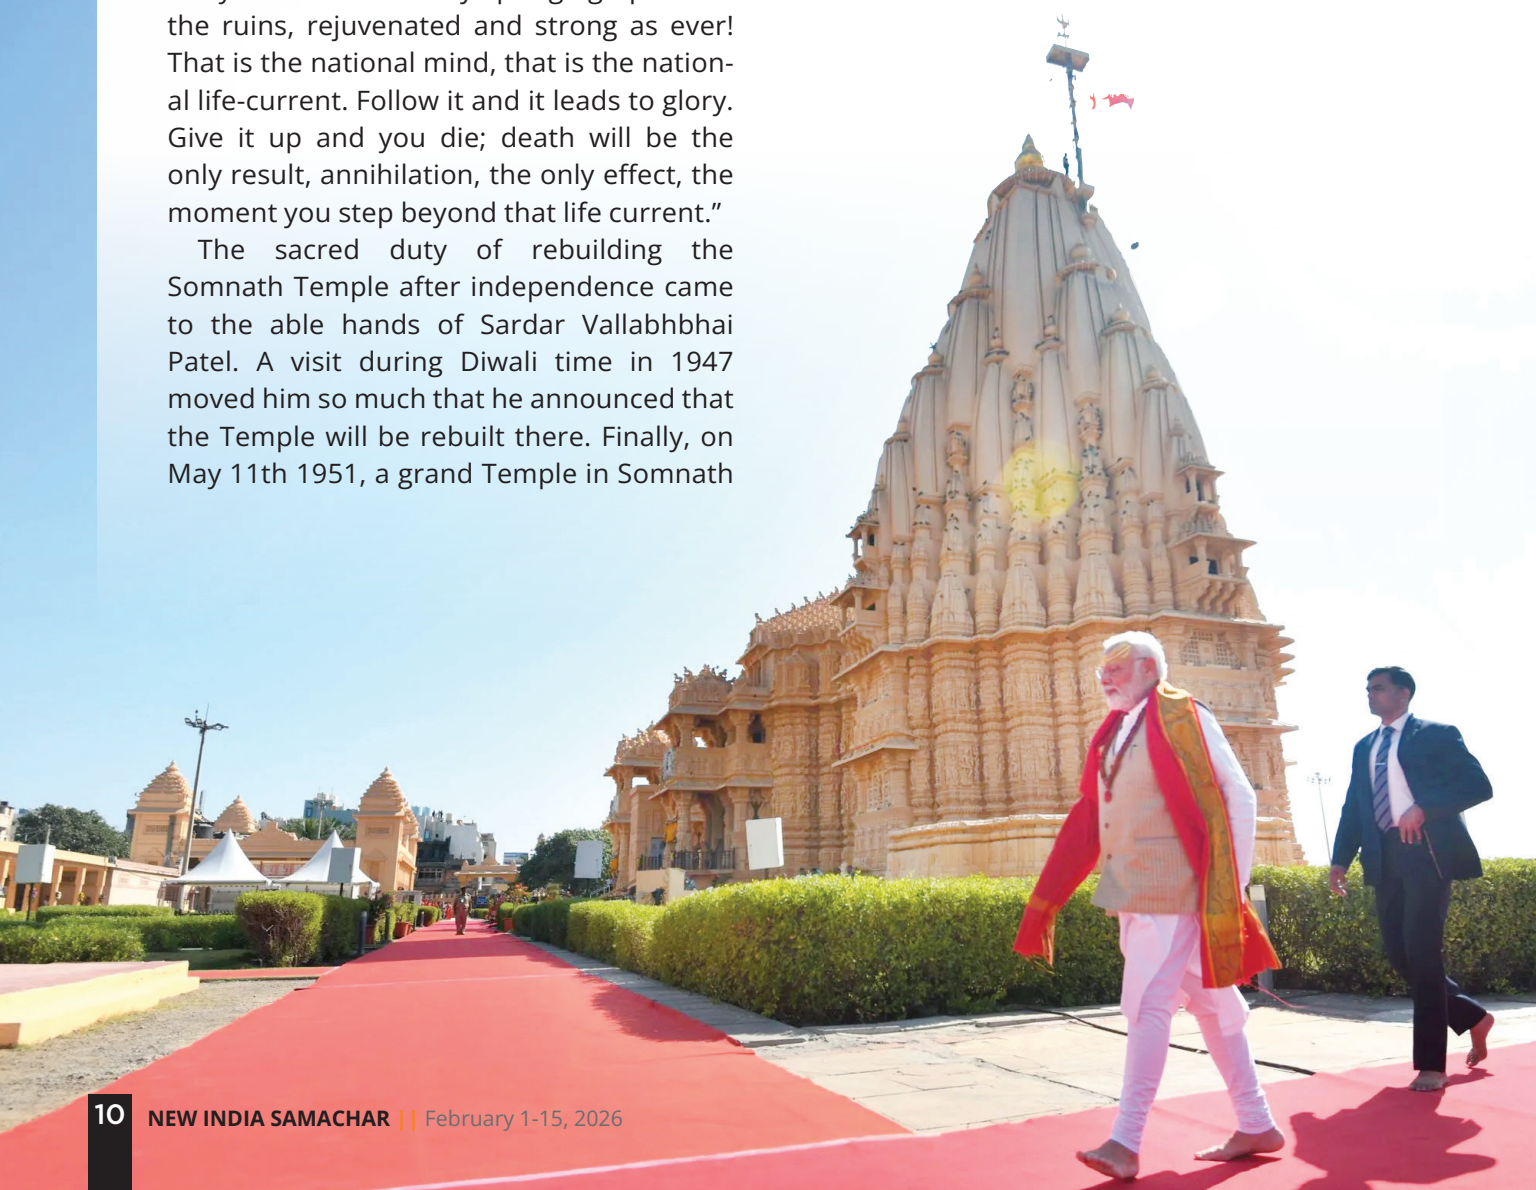 the ruins, rejuvenated and strong as ever!
That is the national mind, that is the nation-
al life-current. Follow it and it leads to glory.
Give it up and you die; death will be the
only result, annihilation, the only effect, the
moment you step beyond that life current.”
The sacred duty of rebuilding the
Somnath Temple after independence came
to the able hands of Sardar Vallabhbhai
Patel. A visit during Diwali time in 1947
moved him so much that he announced that
the Temple will be rebuilt there. Finally, on
May 11th 1951, a grand Temple in Somnath
10 NEW INDIA SAMACHAR || February 1-15, 2026